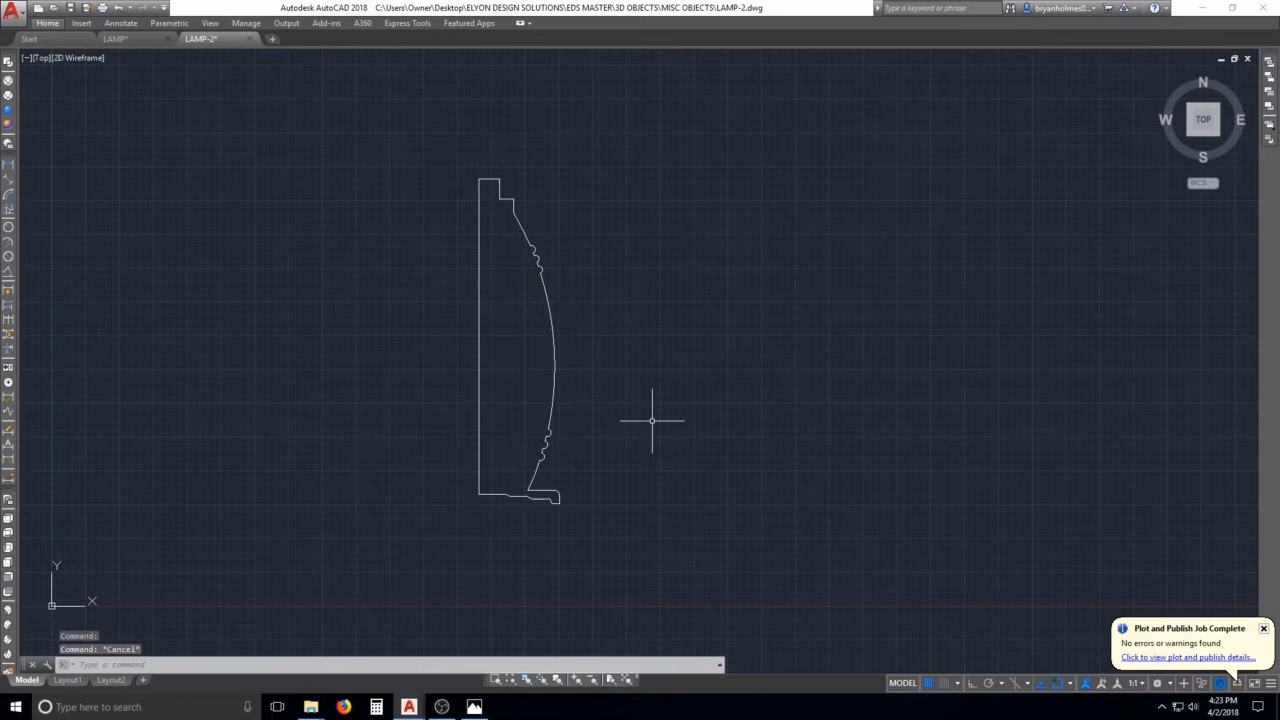 Autodesk AutoCAD 2018 C:\Users\Owner\Desktop\ELYON DESIGN SOLUTIONS\EDS MASTER\3D OBJECTS\MISC OBJECTS\LAMP-2.dwg
Type a keyword or phrase
bryanholmes0...
Home Insert Annotate Parametric View Manage Output Add-ins A360 Express Tools Featured Apps
Start LAMP* LAMP-2*
[−][Top][2D Wireframe]
N
W TOP E
S
WCS
Y
X
Command:
Command: *Cancel*
Type a command
Plot and Publish Job Complete
No errors or warnings found
Click to view plot and publish details...
Model Layout1 Layout2
MODEL 1:1
Type here to search
4:23 PM
4/2/2018